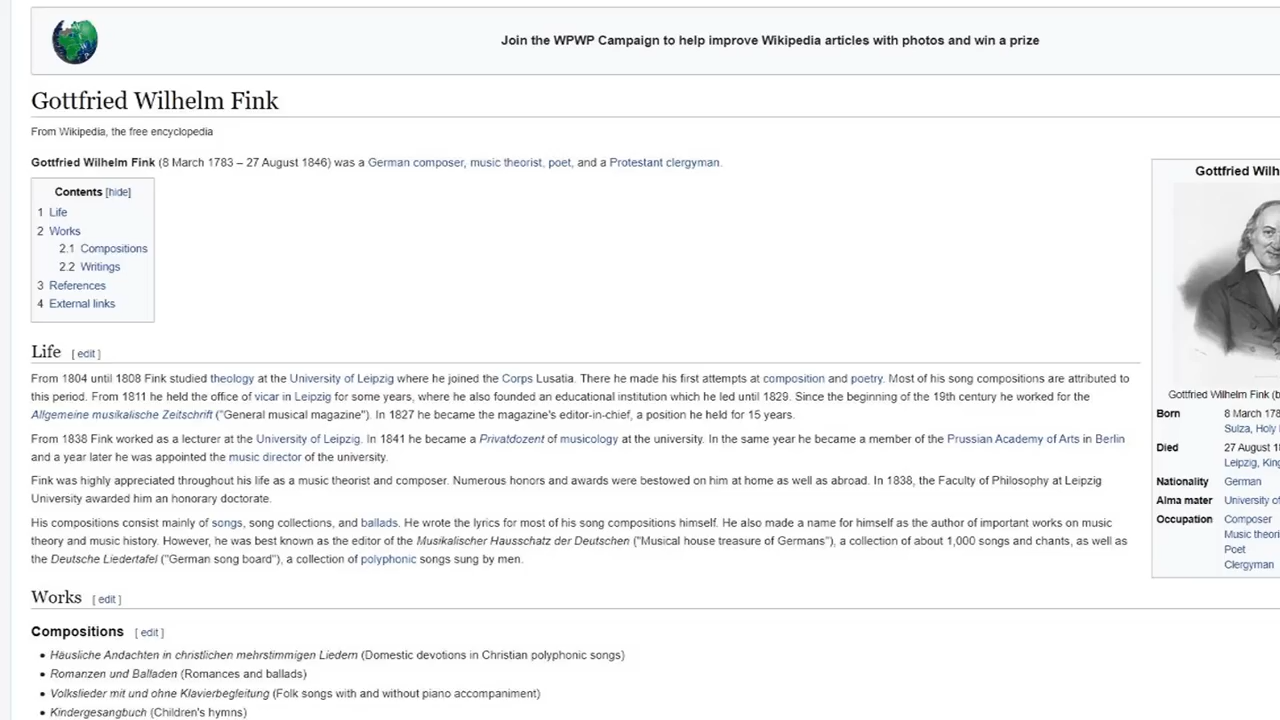 Join the WPWP Campaign to help improve Wikipedia articles with photos and win a prize
Gottfried Wilhelm Fink
From Wikipedia, the free encyclopedia
Gottfried Wilhelm Fink (8 March 1783 – 27 August 1846) was a German composer, music theorist, poet, and a Protestant clergyman.
Contents [hide]
1 Life
2 Works
2.1 Compositions
2.2 Writings
3 References
4 External links
Life [ edit ]
From 1804 until 1808 Fink studied theology at the University of Leipzig where he joined the Corps Lusatia. There he made his first attempts at composition and poetry. Most of his song compositions are attributed to
this period. From 1811 he held the office of vicar in Leipzig for some years, where he also founded an educational institution which he led until 1829. Since the beginning of the 19th century he worked for the
Allgemeine musikalische Zeitschrift ("General musical magazine"). In 1827 he became the magazine's editor-in-chief, a position he held for 15 years.
From 1838 Fink worked as a lecturer at the University of Leipzig. In 1841 he became a Privatdozent of musicology at the university. In the same year he became a member of the Prussian Academy of Arts in Berlin
and a year later he was appointed the music director of the university.
Fink was highly appreciated throughout his life as a music theorist and composer. Numerous honors and awards were bestowed on him at home as well as abroad. In 1838, the Faculty of Philosophy at Leipzig
University awarded him an honorary doctorate.
His compositions consist mainly of songs, song collections, and ballads. He wrote the lyrics for most of his song compositions himself. He also made a name for himself as the author of important works on music
theory and music history. However, he was best known as the editor of the Musikalischer Hausschatz der Deutschen ("Musical house treasure of Germans"), a collection of about 1,000 songs and chants, as well as
the Deutsche Liedertafel ("German song board"), a collection of polyphonic songs sung by men.
Works [ edit ]
Compositions [ edit ]
• Häusliche Andachten in christlichen mehrstimmigen Liedern (Domestic devotions in Christian polyphonic songs)
• Romanzen und Balladen (Romances and ballads)
• Volkslieder mit und ohne Klavierbegleitung (Folk songs with and without piano accompaniment)
• Kindergesangbuch (Children's hymns)
Gottfried Wilh
Gottfried Wilhelm Fink (b
Born 8 March 178
Sulza, Holy
Died 27 August 18
Leipzig, King
Nationality German
Alma mater University of
Occupation Composer
Music theori
Poet
Clergyman